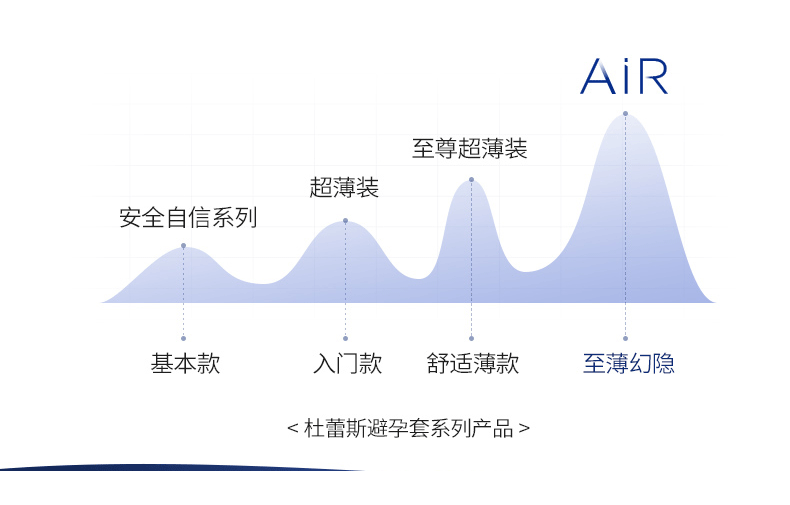 AiR
至尊超薄装
超薄装
安全自信系列
基本款 入门款 舒适薄款 至薄幻隐
< 杜蕾斯避孕套系列产品 >